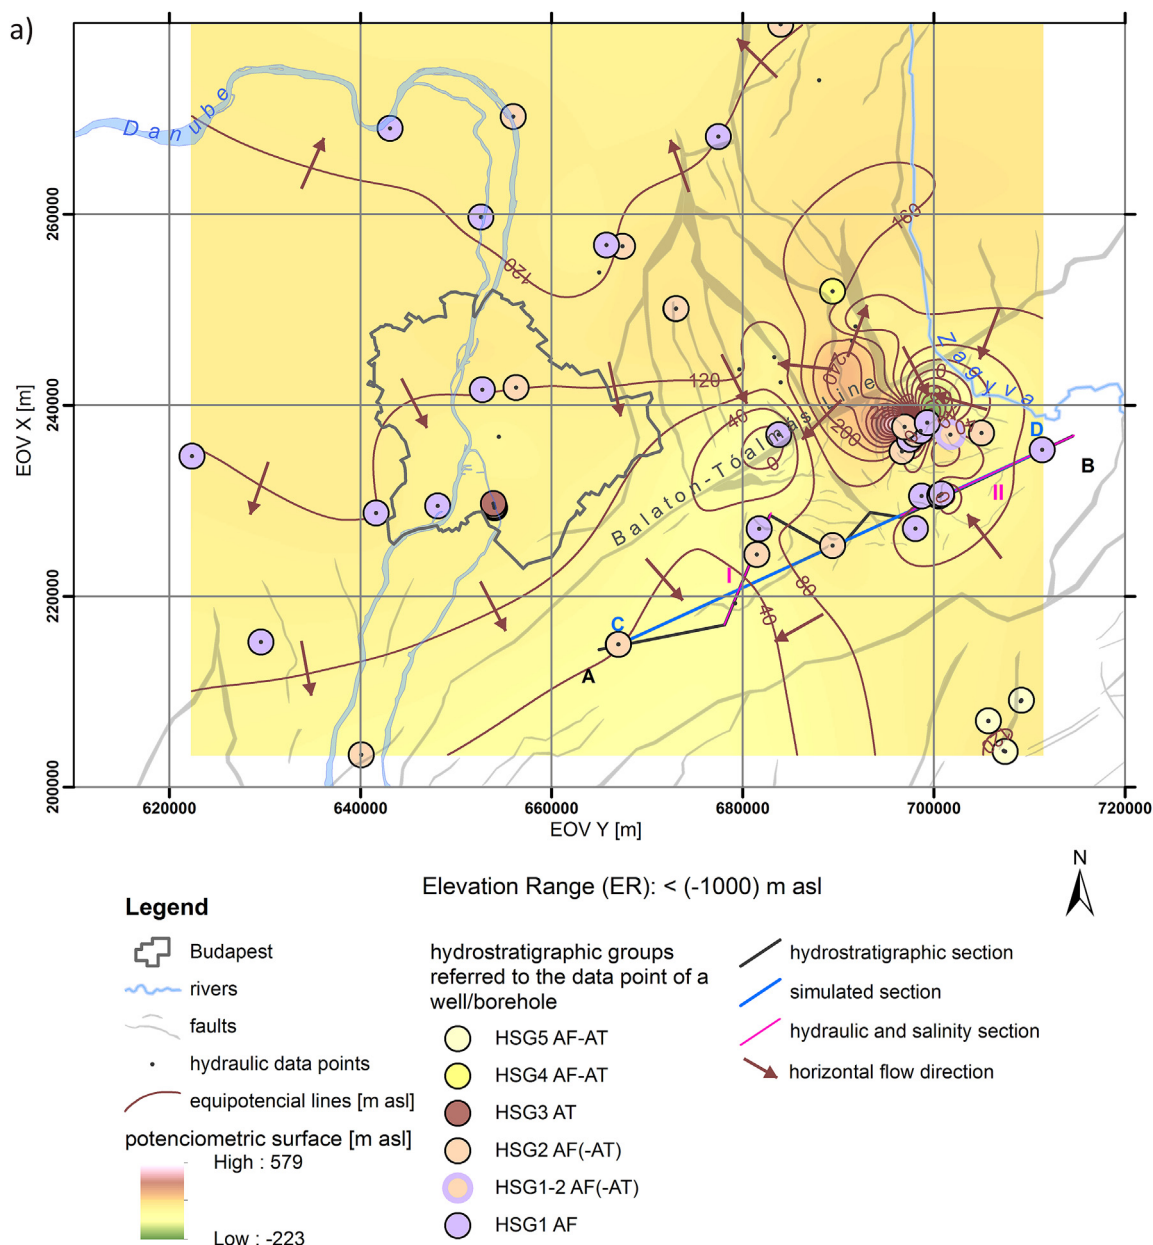 a)
Danube
260000
240000
220000
200000
EOV X [m]
160
120
120
240
200
40
0
0
80
40
Zagyva
Balaton-Tóalmás Line
I
II
A
B
C
D
620000 640000 660000 680000 700000 720000
EOV Y [m]
N
Elevation Range (ER): < (-1000) m asl
Legend
Budapest
rivers
faults
hydraulic data points
equipotencial lines [m asl]
potenciometric surface [m asl]
High : 579
Low : -223
hydrostratigraphic groups
referred to the data point of a
well/borehole
HSG5 AF-AT
HSG4 AF-AT
HSG3 AT
HSG2 AF(-AT)
HSG1-2 AF(-AT)
HSG1 AF
hydrostratigraphic section
simulated section
hydraulic and salinity section
horizontal flow direction